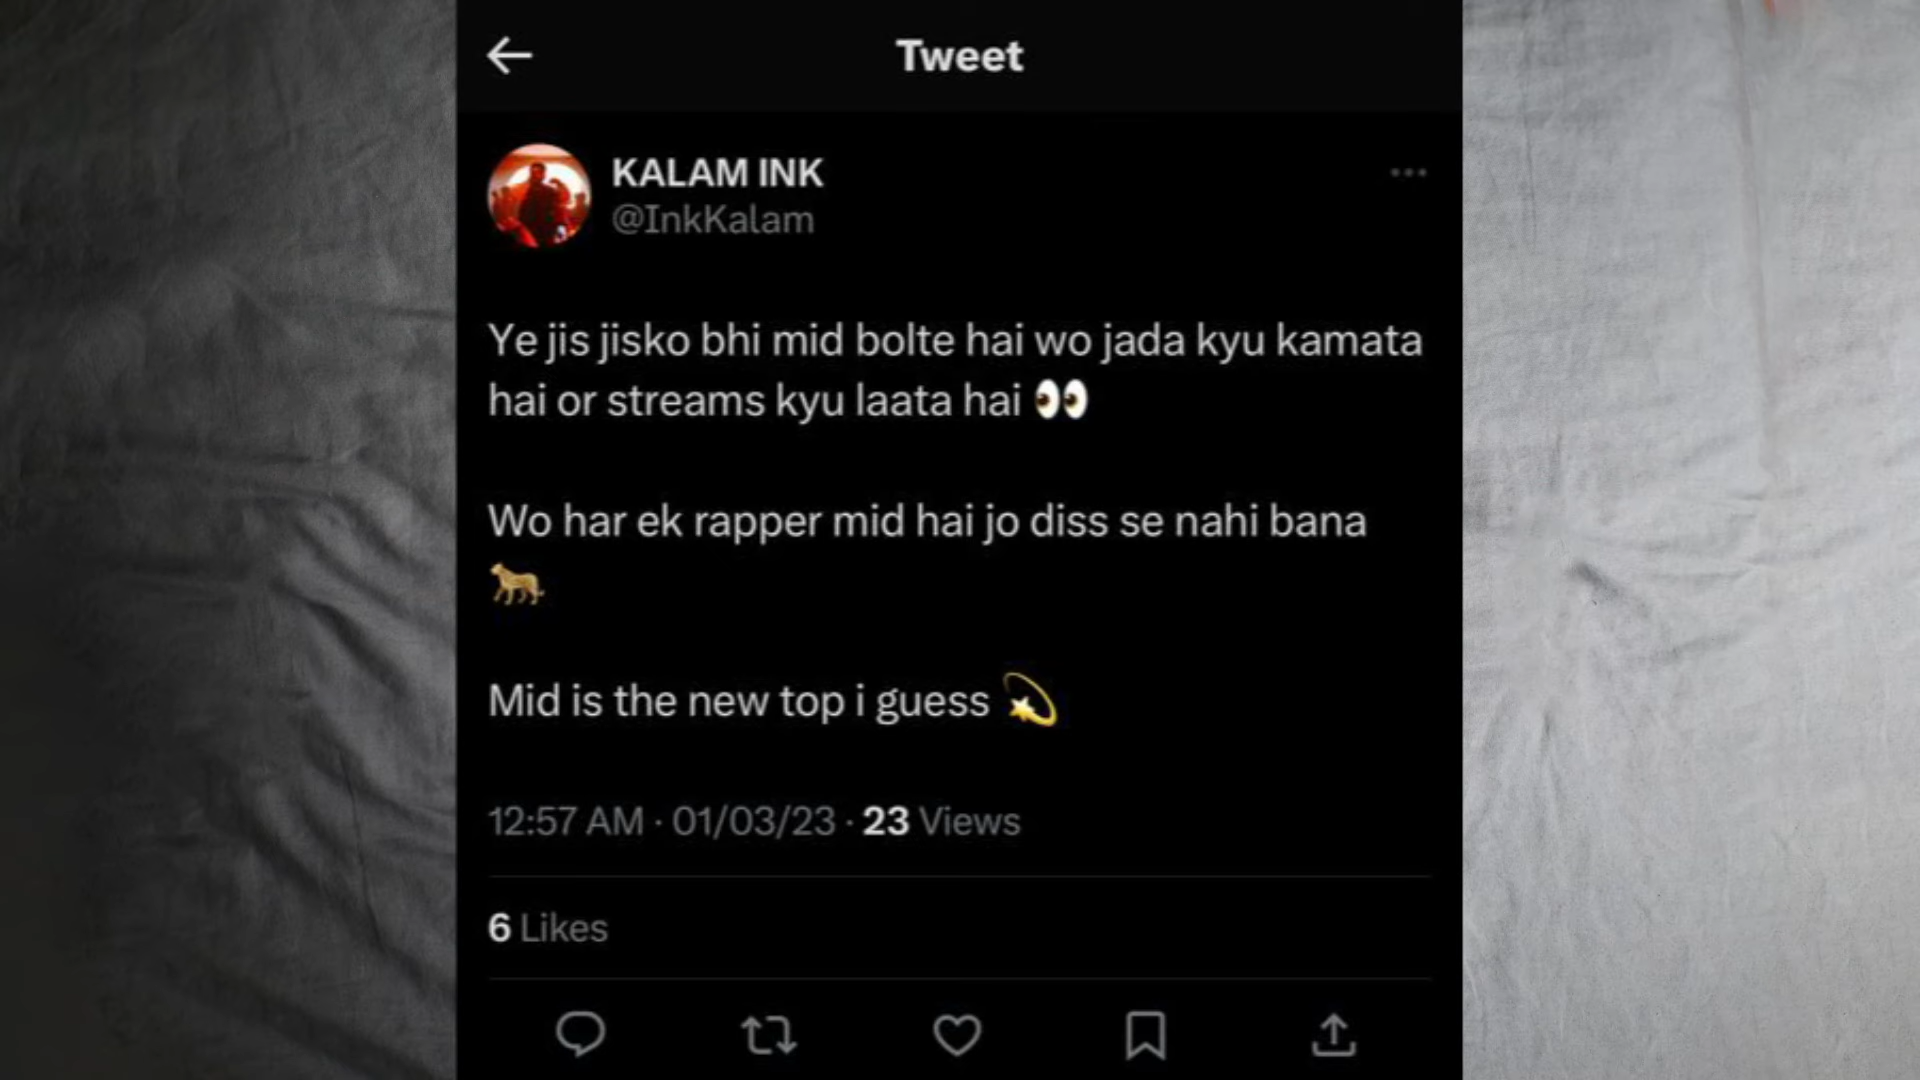 Tweet
KALAM INK
@InkKalam
Ye jis jisko bhi mid bolte hai wo jada kyu kamata
hai or streams kyu laata hai 👀
Wo har ek rapper mid hai jo diss se nahi bana
🐆
Mid is the new top i guess 💫
12:57 AM · 01/03/23 · 23 Views
6 Likes